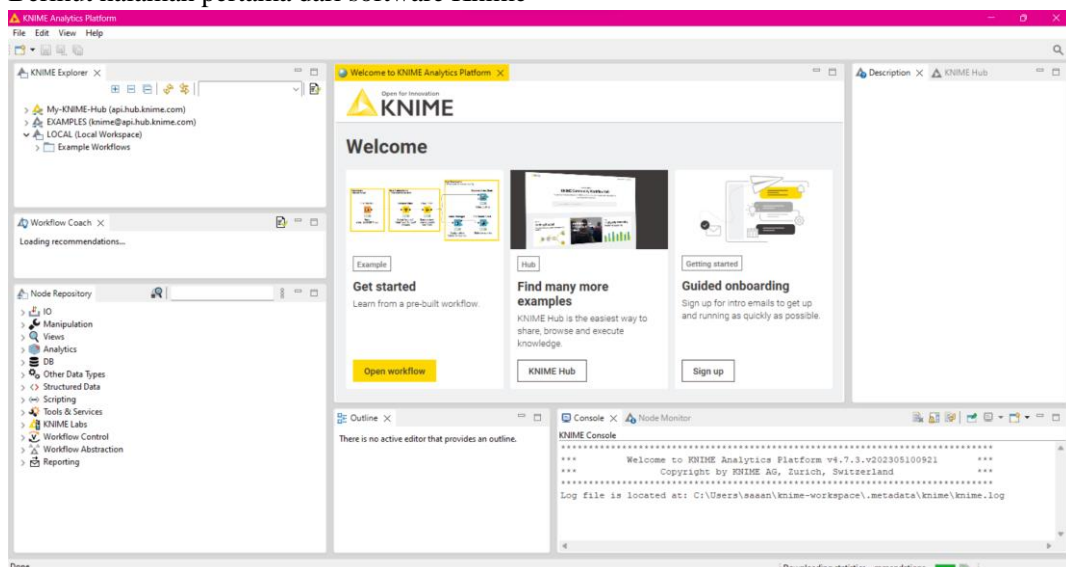 Berikut halaman pertama dari software Knime
KNIME Analytics Platform
File Edit View Help
KNIME Explorer
My-KNIME-Hub (api.hub.knime.com)
EXAMPLES (knime@api.hub.knime.com)
LOCAL (Local Workspace)
Example Workflows
Workflow Coach
Loading recommendations...
Node Repository
IO
Manipulation
Views
Analytics
DB
Other Data Types
Structured Data
Scripting
Tools & Services
KNIME Labs
Workflow Control
Workflow Abstraction
Reporting
Welcome to KNIME Analytics Platform
Open for Innovation
KNIME
Welcome
Example
Get started
Learn from a pre-built workflow.
Open workflow
Hub
Find many more
examples
KNIME Hub is the easiest way to
share, browse and execute
knowledge.
KNIME Hub
Getting started
Guided onboarding
Sign up for intro emails to get up
and running as quickly as possible.
Sign up
Description KNIME Hub
Outline
There is no active editor that provides an outline.
Console Node Monitor
KNIME Console
*** Welcome to KNIME Analytics Platform v4.7.3.v202305100921 ***
*** Copyright by KNIME AG, Zurich, Switzerland ***
Log file is located at: C:\Users\saaan\knime-workspace\.metadata\knime\knime.log
Done